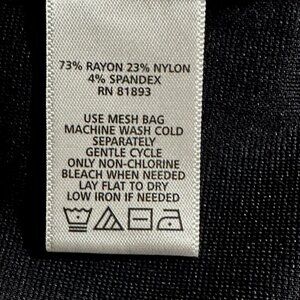 73% RAYON 23% NYLON
4% SPANDEX
RN 81893
USE MESH BAG
MACHINE WASH COLD
SEPARATELY
GENTLE CYCLE
ONLY NON-CHLORINE
BLEACH WHEN NEEDED
LAY FLAT TO DRY
LOW IRON IF NEEDED